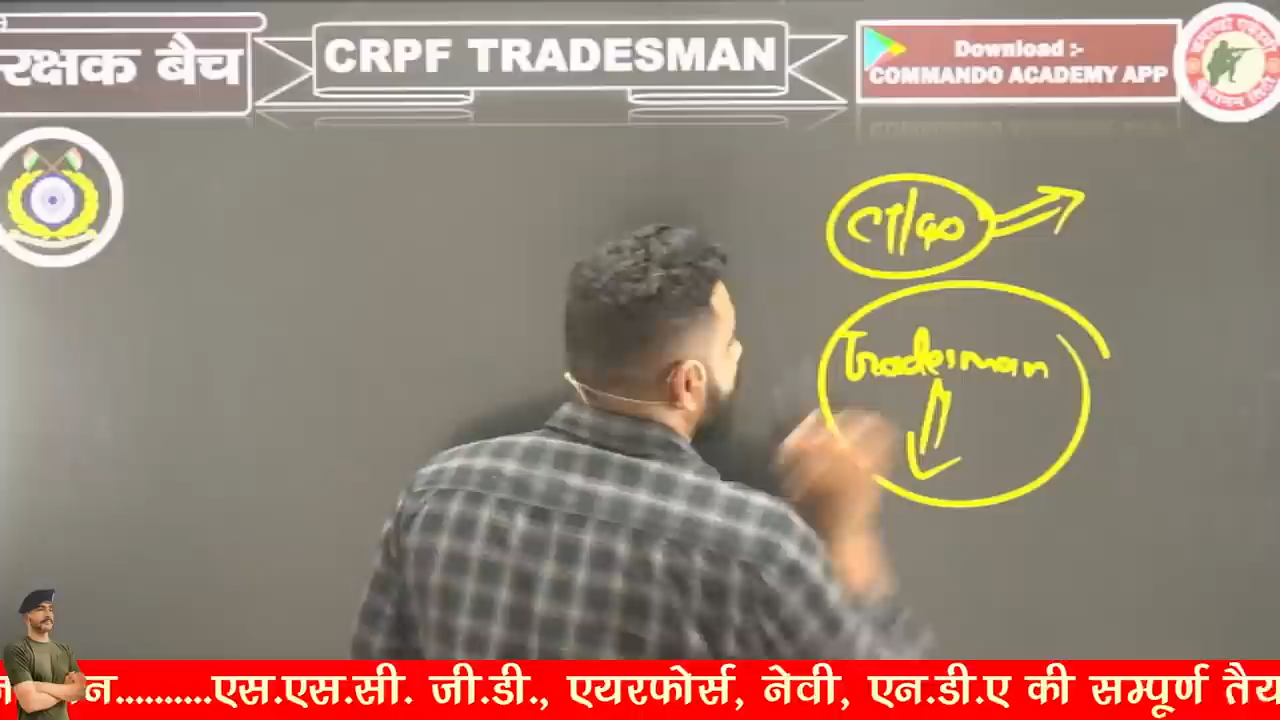 रक्षक बैच
CRPF TRADESMAN
Download :-
COMMANDO ACADEMY APP
CT/GD
Tradesman
एस.एस.सी. जी.डी., एयरफोर्स, नेवी, एन.डी.ए की सम्पूर्ण